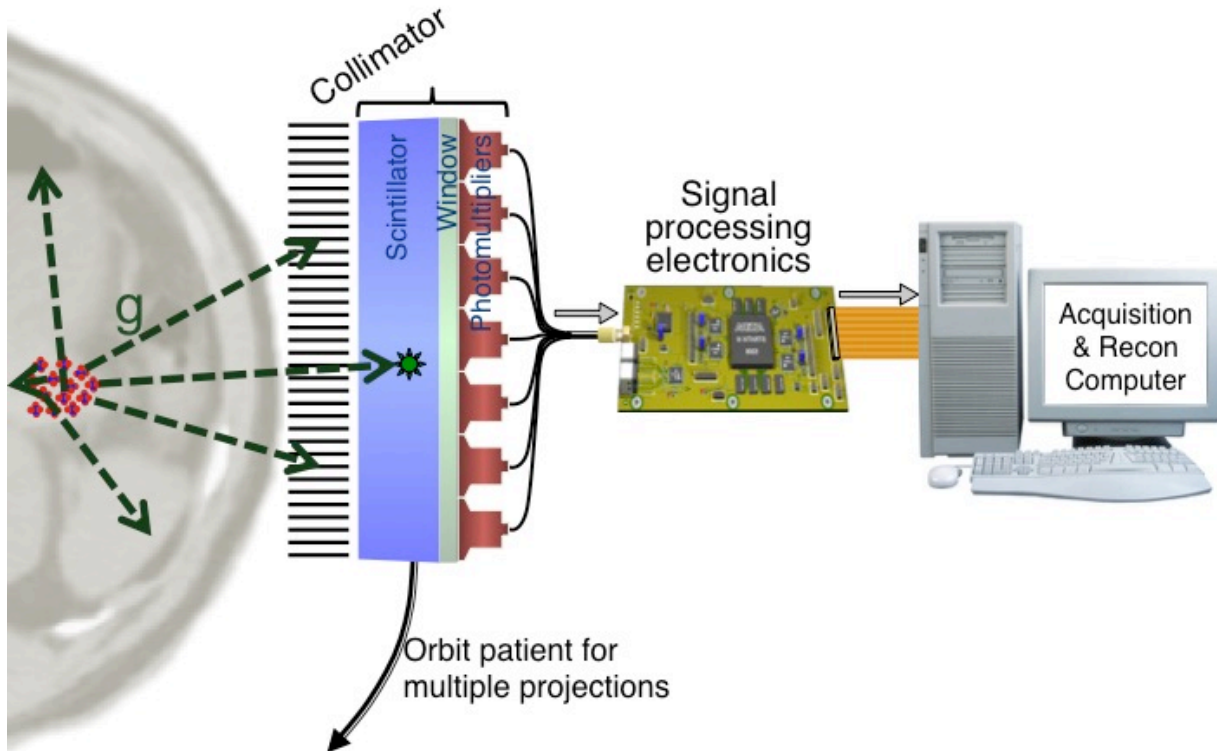 Collimator
Scintillator
Window
Photomultipliers
g
Signal
processing
electronics
Acquisition
& Recon
Computer
Orbit patient for
multiple projections